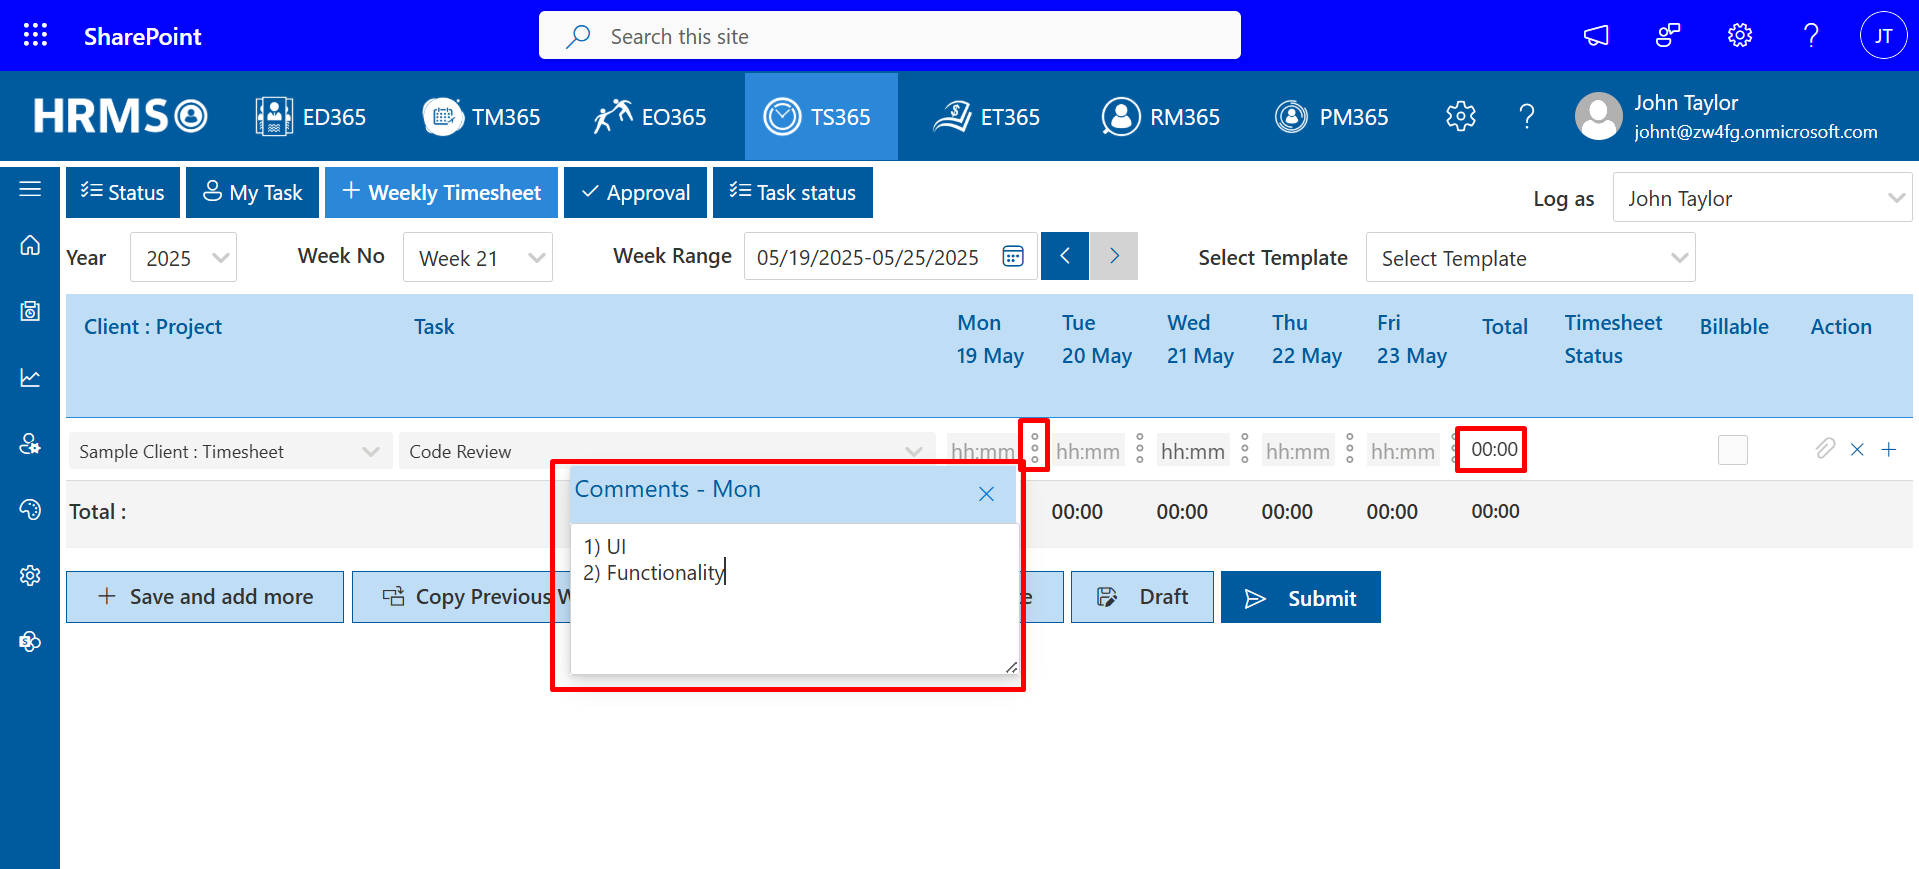 SharePoint
Search this site
JT
HRMS
ED365
TM365
EO365
TS365
ET365
RM365
PM365
John Taylor
johnt@zw4fg.onmicrosoft.com
Status
My Task
Weekly Timesheet
Approval
Task status
Log as
John Taylor
Year
2025
Week No
Week 21
Week Range
05/19/2025-05/25/2025
Select Template
Select Template
Client : Project
Task
Mon
19 May
Tue
20 May
Wed
21 May
Thu
22 May
Fri
23 May
Total
Timesheet
Status
Billable
Action
Sample Client : Timesheet
Code Review
hh:mm
hh:mm
hh:mm
hh:mm
hh:mm
00:00
Comments - Mon
1) UI
2) Functionality
Total :
00:00
00:00
00:00
00:00
00:00
Save and add more
Copy Previous
Draft
Submit